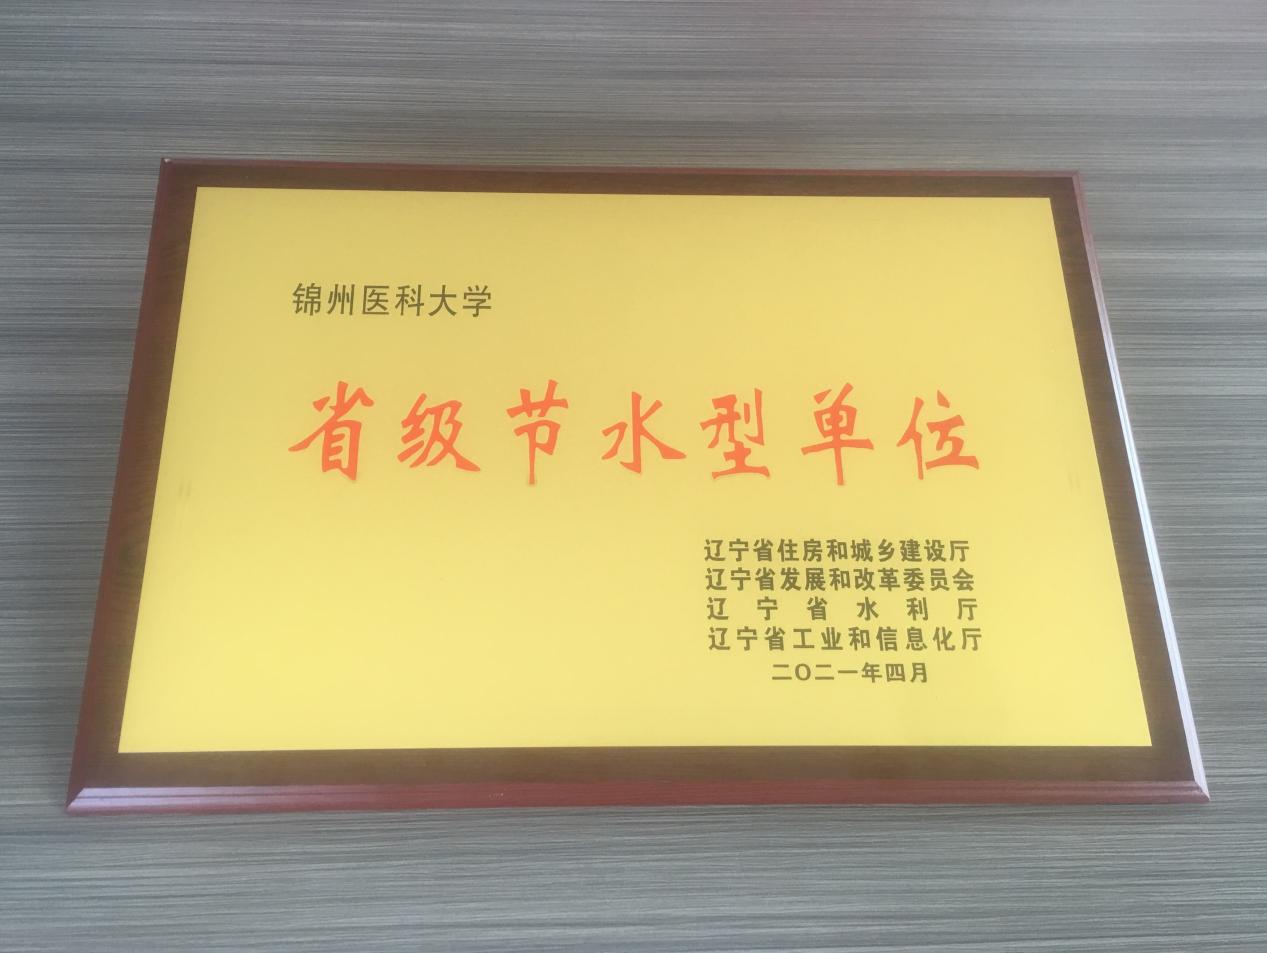 锦州医科大学
省级节水型单位
辽宁省住房和城乡建设厅
辽宁省发展和改革委员会
辽宁省水利厅
辽宁省工业和信息化厅
二〇二一年四月